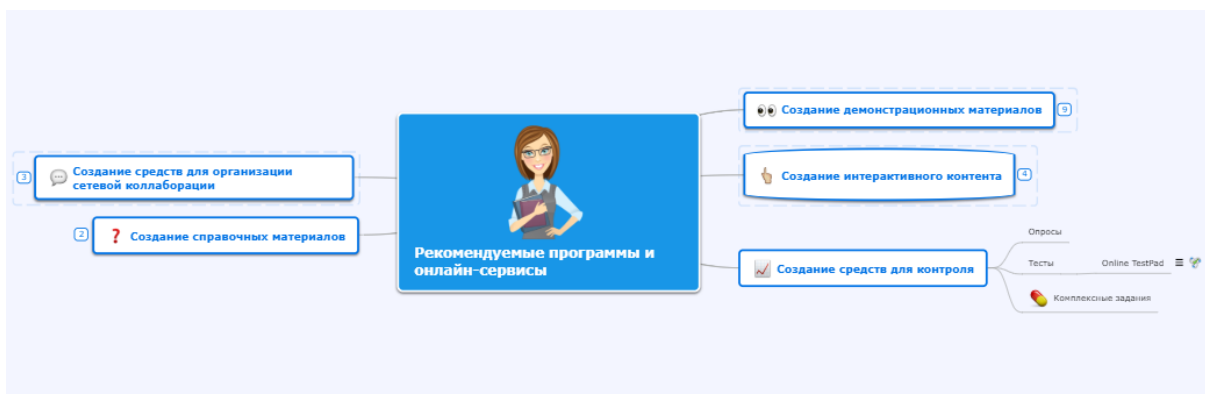 Создание демонстрационных материалов 9
3 Создание средств для организации
сетевой коллаборации
Создание интерактивного контента 4
2 Создание справочных материалов
Рекомендуемые программы и
онлайн-сервисы
Создание средств для контроля
Опросы
Тесты
Online TestPad
Комплексные задания